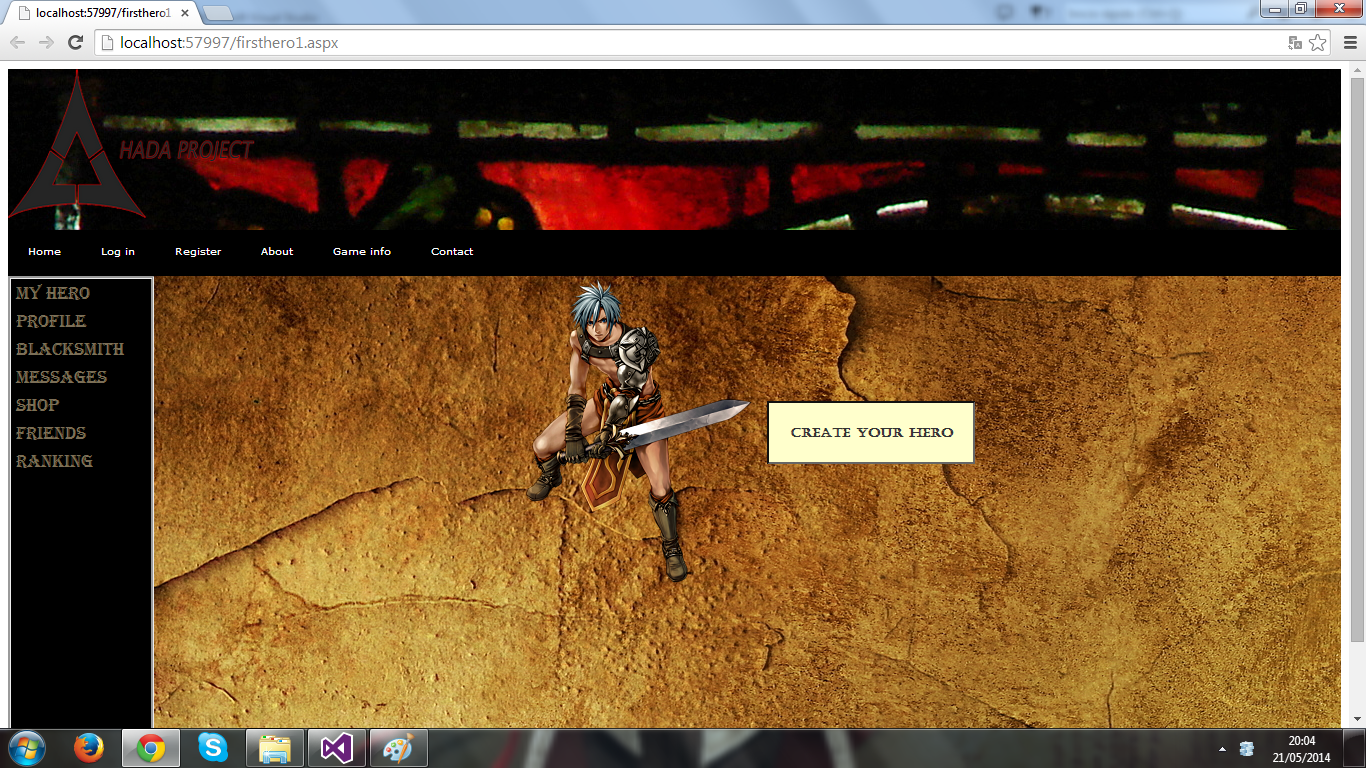 localhost:57997/firsthero1
localhost:57997/firsthero1.aspx
HADA PROJECT
Home Log in Register About Game info Contact
MY HERO
PROFILE
BLACKSMITH
MESSAGES
SHOP
FRIENDS
RANKING
CREATE YOUR HERO
20:04
21/05/2014